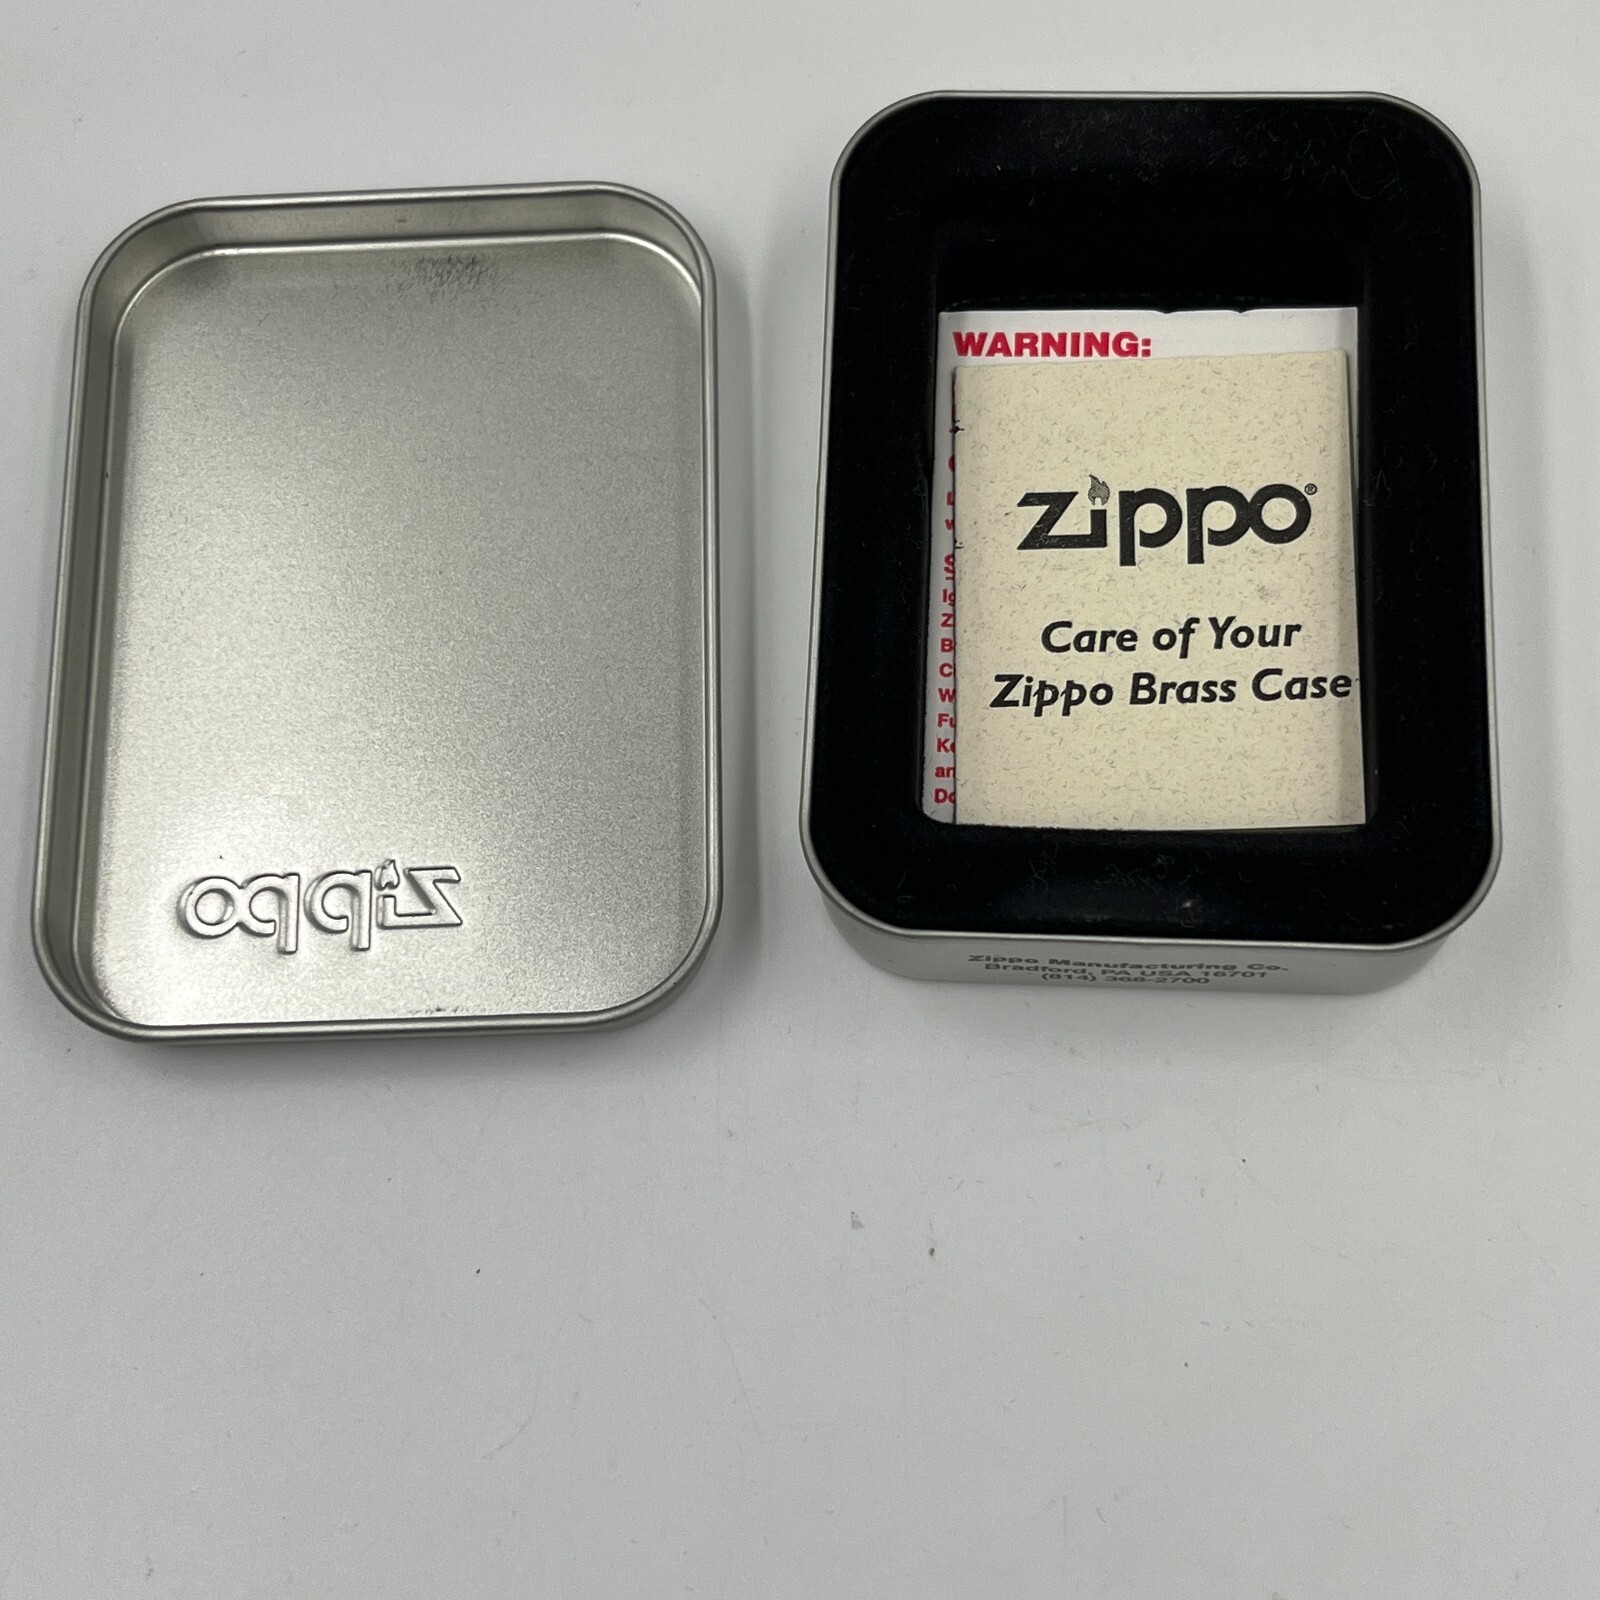 zippo
WARNING:
zippo®
Care of Your
Zippo Brass Case
Zippo Manufacturing Co.
Bradford, PA USA 16701
(814) 368-2700